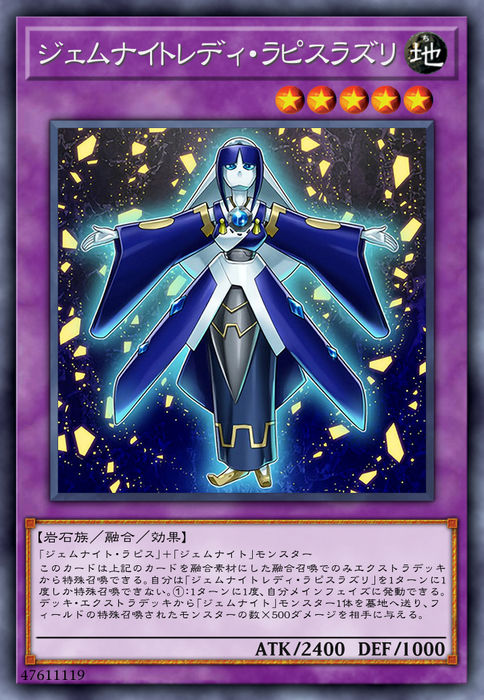 ジェムナイトレディ・ラピスラズリ
地
ち
【岩石族／融合／効果】
「ジェムナイト・ラピス」＋「ジェムナイト」モンスター
このカードは上記のカードを融合素材にした融合召喚でのみエクストラデッキ
から特殊召喚できる。自分は「ジェムナイトレディ・ラピスラズリ」を1ターンに1
度しか特殊召喚できない。①：1ターンに1度、自分メインフェイズに発動できる。
デッキ・エクストラデッキから「ジェムナイト」モンスター1体を墓地へ送り、フ
ィールドの特殊召喚されたモンスターの数×500ダメージを相手に与える。
ATK/2400 DEF/1000
47611119